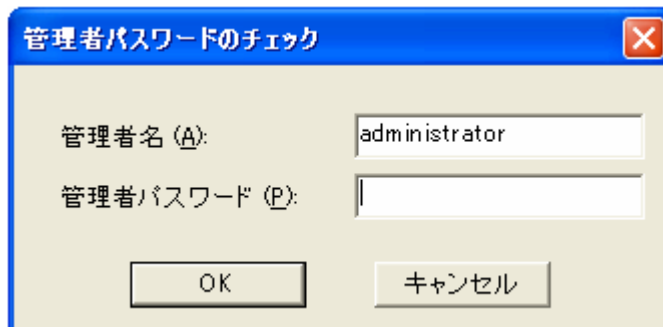 管理者パスワードのチェック
管理者名(A): administrator
管理者パスワード(P):
OK キャンセル